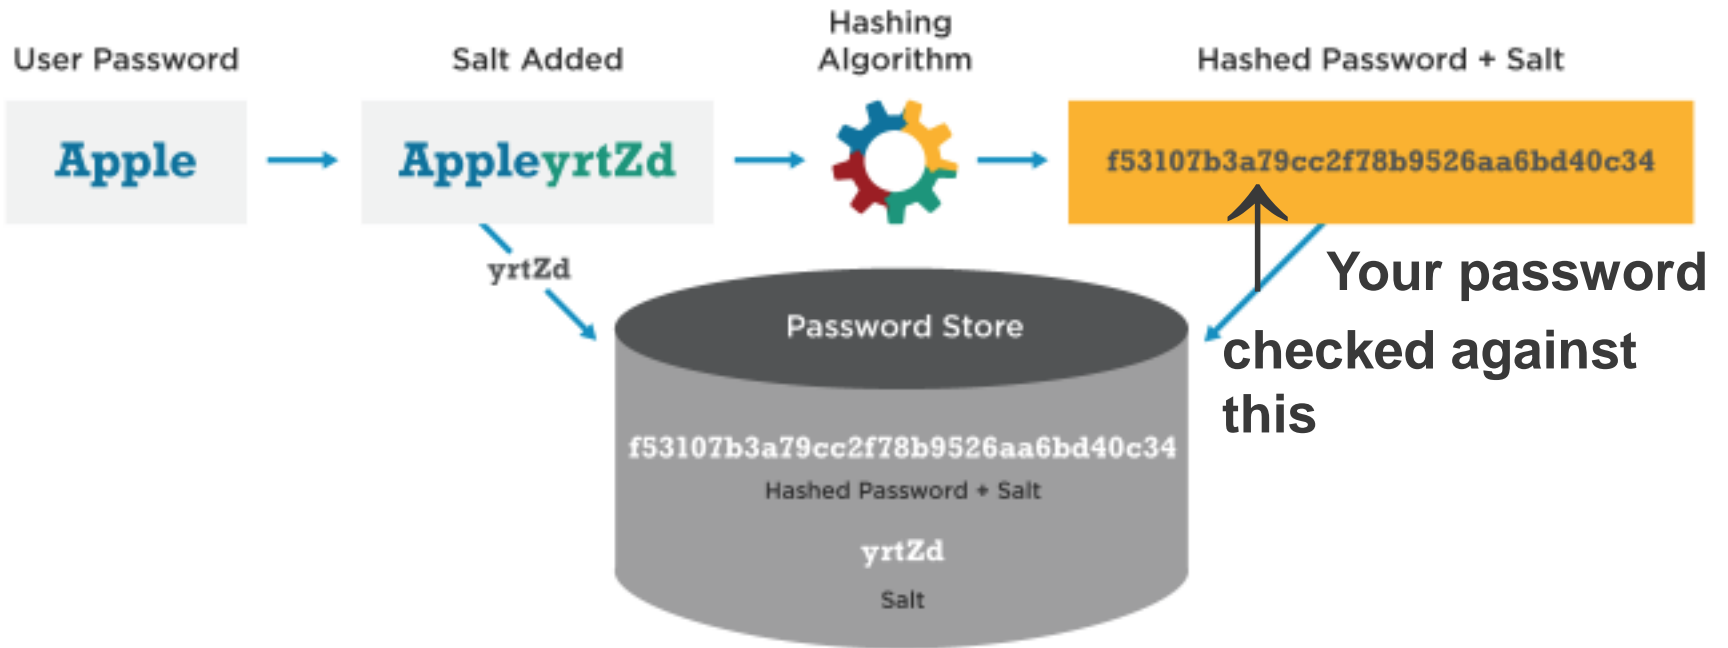 User Password
Salt Added
Hashing
Algorithm
Hashed Password + Salt
Apple
AppleyrtZd
f53107b3a79cc2f78b9526aa6bd40c34
yrtZd
Your password
checked against
this
Password Store
f53107b3a79cc2f78b9526aa6bd40c34
Hashed Password + Salt
yrtZd
Salt